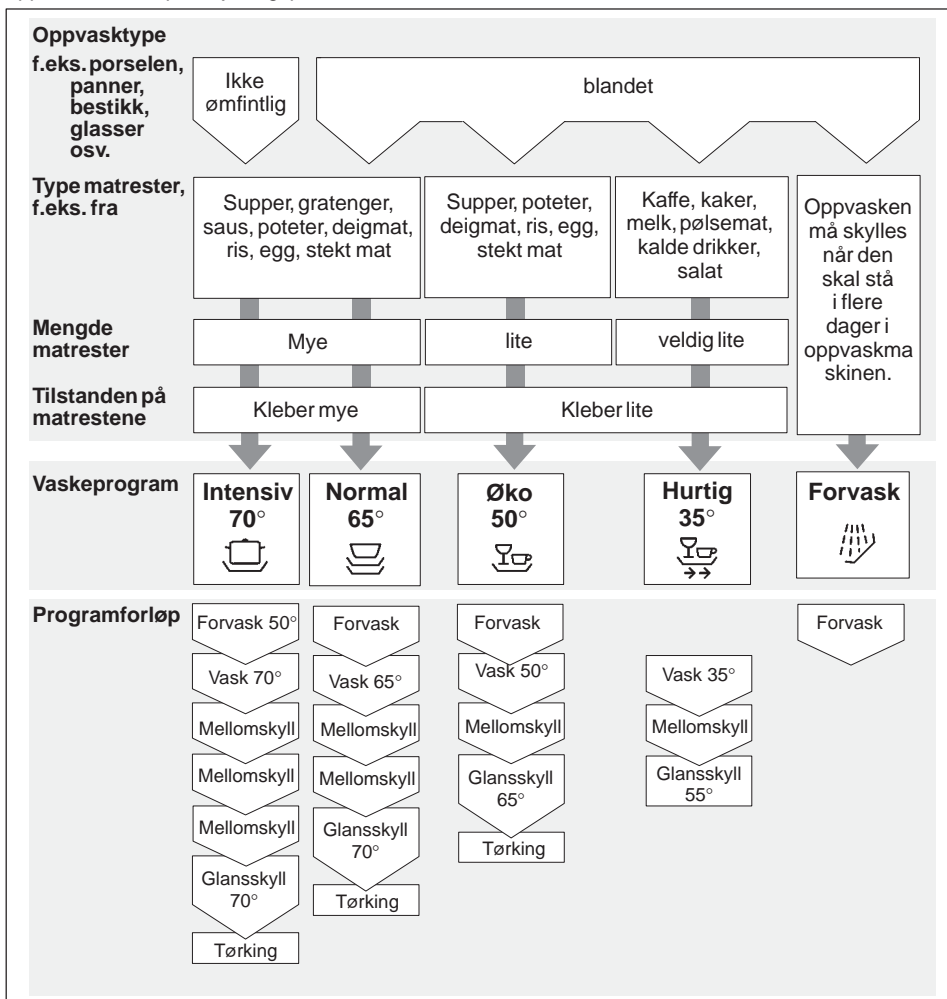 Oppvasktype
f.eks. porselen,
panner,
bestikk,
glasser
osv.
Ikke
ømfintlig
blandet
Type matrester,
f.eks. fra
Supper, gratenger,
saus, poteter, deigmat,
ris, egg, stekt mat
Supper, poteter,
deigmat, ris, egg,
stekt mat
Kaffe, kaker,
melk, pølsemat,
kalde drikker,
salat
Oppvasken
må skylles
når den
skal stå
i flere
dager i
oppvaskma
skinen.
Mengde
matrester
Mye
lite
veldig lite
Tilstanden på
matrestene
Kleber mye
Kleber lite
Vaskeprogram
Intensiv
70°
Normal
65°
Øko
50°
Hurtig
35°
Forvask
Programforløp
Forvask 50°
Vask 70°
Mellomskyll
Mellomskyll
Mellomskyll
Glansskyll
70°
Tørking
Forvask
Vask 65°
Mellomskyll
Mellomskyll
Glansskyll
70°
Tørking
Forvask
Vask 50°
Mellomskyll
Glansskyll
65°
Tørking
Vask 35°
Mellomskyll
Glansskyll
55°
Forvask